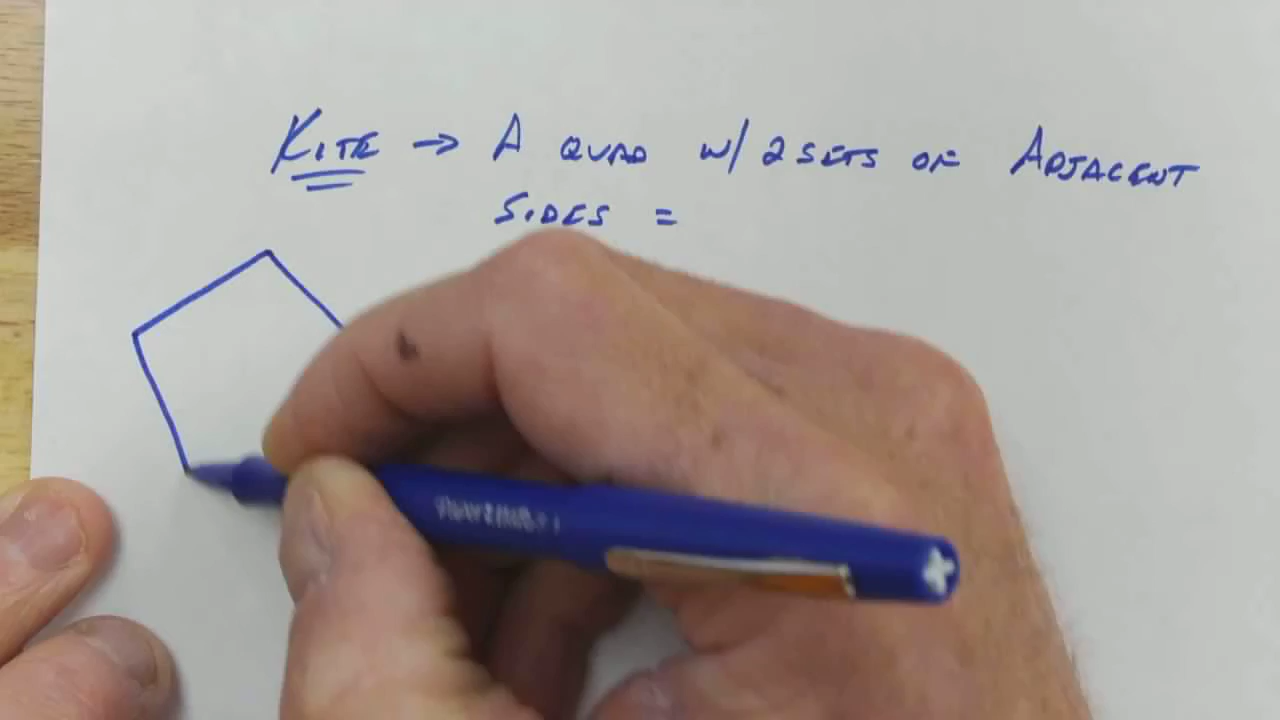 KITE → A QUAD W/ 2 SETS OF ADJACENT
SIDES =